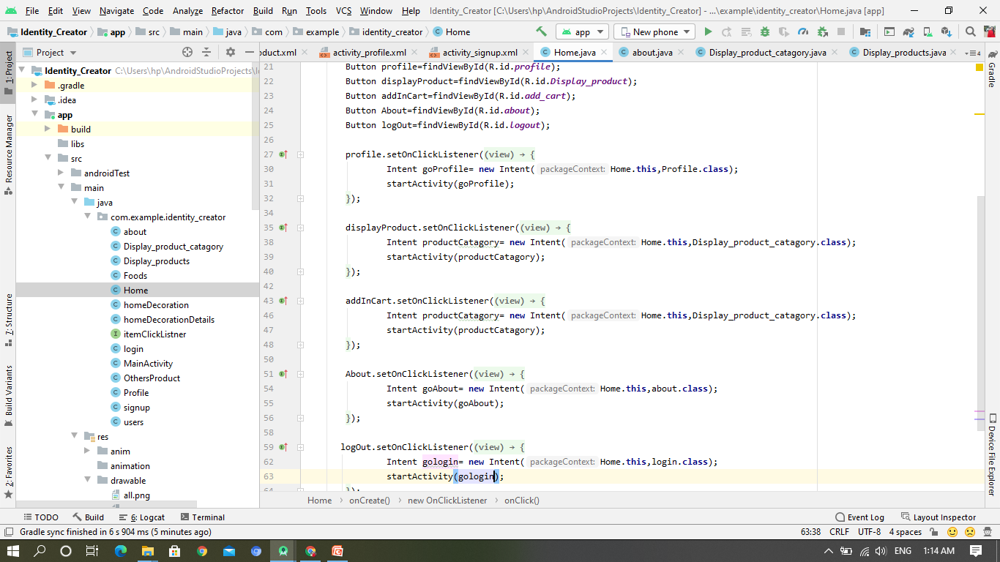 File Edit View Navigate Code Analyze Refactor Build Run Tools VCS Window Help Identity_Creator [C:\Users\hp\AndroidStudioProjects\Identity_Creator] - ...\example\identity_creator\Home.java [app]
Identity_Creator app src main java com example identity_creator Home app New phone
Project oduct.xml activity_profile.xml activity_signup.xml Home.java about.java Display_product_catagory.java Display_products.java 4
1: Project
Resource Manager
7: Structure
Build Variants
2: Favorites
Identity_Creator C:\Users\hp\AndroidStudioProjects\I
.gradle
.idea
app
build
libs
src
androidTest
main
java
com.example.identity_creator
about
Display_product_catagory
Display_products
Foods
Home
homeDecoration
homeDecorationDetails
itemClickListner
login
MainActivity
OthersProduct
Profile
signup
users
res
anim
animation
drawable
all.png
21 Button profile=findViewById(R.id.profile);
22 Button displayProduct=findViewById(R.id.Display_product);
23 Button addInCart=findViewById(R.id.add_cart);
24 Button About=findViewById(R.id.about);
25 Button logOut=findViewById(R.id.logout);
26
27 profile.setOnClickListener((view) → {
30 Intent goProfile= new Intent( packageContext: Home.this,Profile.class);
31 startActivity(goProfile);
32 });
34
35 displayProduct.setOnClickListener((view) → {
38 Intent productCatagory= new Intent( packageContext: Home.this,Display_product_catagory.class);
39 startActivity(productCatagory);
40 });
42
43 addInCart.setOnClickListener((view) → {
46 Intent productCatagory= new Intent( packageContext: Home.this,Display_product_catagory.class);
47 startActivity(productCatagory);
48 });
50
51 About.setOnClickListener((view) → {
54 Intent goAbout= new Intent( packageContext: Home.this,about.class);
55 startActivity(goAbout);
56 });
58
59 logOut.setOnClickListener((view) → {
62 Intent gologin= new Intent( packageContext: Home.this,login.class);
63 startActivity(gologin);
64 });
Home onCreate() new OnClickListener onClick()
Gradle
Device File Explorer
TODO Build 6: Logcat Terminal Event Log Layout Inspector
Gradle sync finished in 6 s 904 ms (5 minutes ago) 63:38 CRLF UTF-8 4 spaces
ENG 1:14 AM